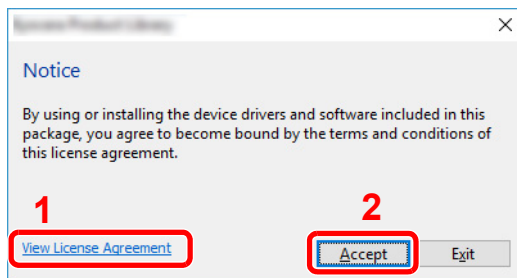 Notice
By using or installing the device drivers and software included in this
package, you agree to become bound by the terms and conditions of
this license agreement.
1
2
View License Agreement
Accept
Exit